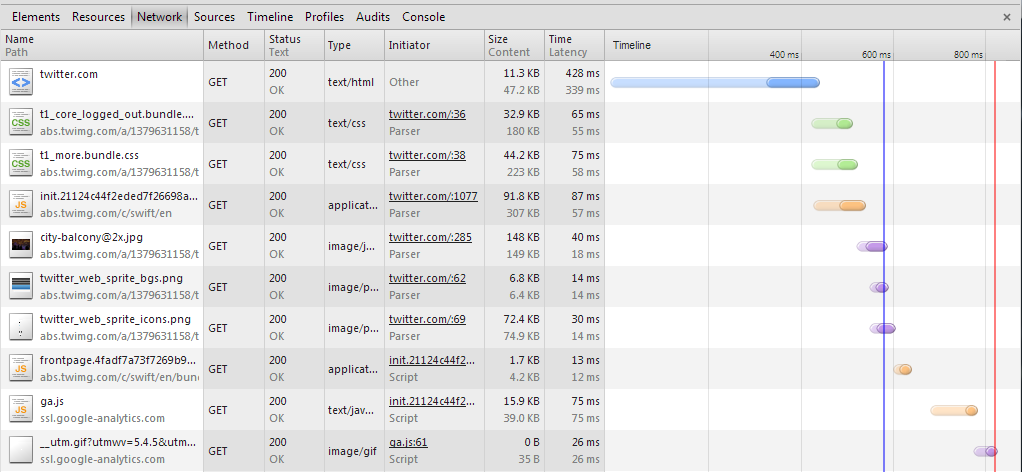 Elements Resources Network Sources Timeline Profiles Audits Console ×
Name Method Status Type Initiator Size Time Timeline
Path Text Content Latency 400 ms 600 ms 800 ms
twitter.com GET 200 text/html Other 11.3 KB 428 ms
OK 47.2 KB 339 ms
t1_core_logged_out.bundle.... GET 200 text/css twitter.com/:36 32.9 KB 65 ms
abs.twimg.com/a/1379631158/t OK Parser 180 KB 55 ms
t1_more.bundle.css GET 200 text/css twitter.com/:38 44.2 KB 75 ms
abs.twimg.com/a/1379631158/t OK Parser 223 KB 58 ms
init.21124c44f2eded7f26698a... GET 200 applicat... twitter.com/:1077 91.8 KB 87 ms
abs.twimg.com/c/swift/en OK Parser 307 KB 57 ms
city-balcony@2x.jpg GET 200 image/j... twitter.com/:285 148 KB 40 ms
abs.twimg.com OK Parser 149 KB 18 ms
twitter_web_sprite_bgs.png GET 200 image/p... twitter.com/:62 6.8 KB 14 ms
abs.twimg.com/a/1379631158/t OK Parser 6.4 KB 14 ms
twitter_web_sprite_icons.png GET 200 image/p... twitter.com/:69 72.4 KB 30 ms
abs.twimg.com/a/1379631158/t OK Parser 74.9 KB 14 ms
frontpage.4fadf7a73f7269b9... GET 200 applicat... init.21124c44f2... 1.7 KB 13 ms
abs.twimg.com/c/swift/en/bun OK Script 4.2 KB 12 ms
ga.js GET 200 text/jav... init.21124c44f2... 15.9 KB 75 ms
ssl.google-analytics.com OK Script 39.0 KB 75 ms
__utm.gif?utmwv=5.4.5&utm... GET 200 image/gif ga.js:61 0 B 26 ms
ssl.google-analytics.com OK Script 35 B 26 ms
<>
CSS
CSS
JS
JS
JS